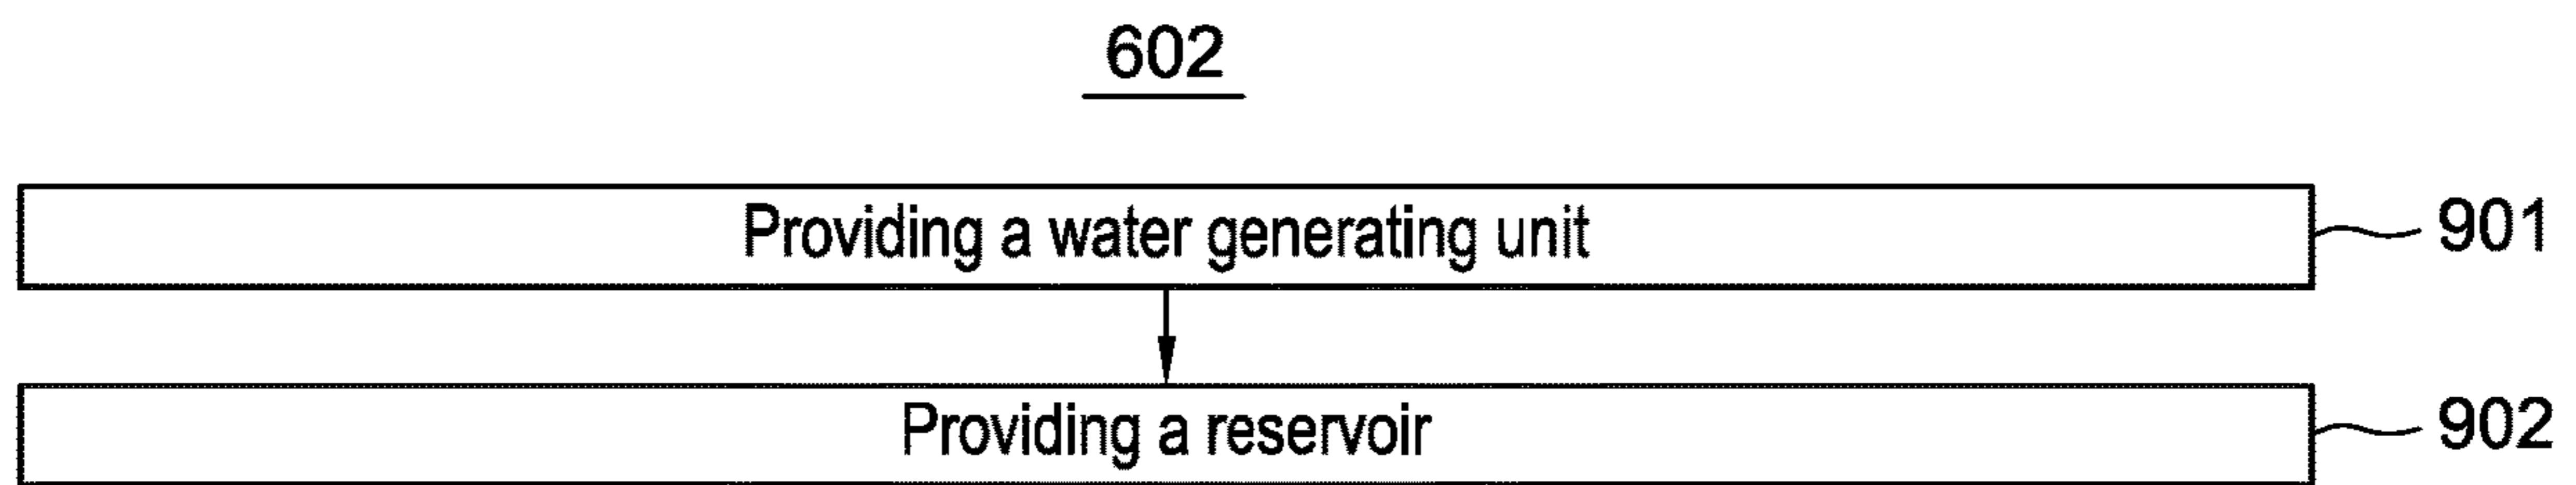 602
Providing a water generating unit
901
Providing a reservoir
902